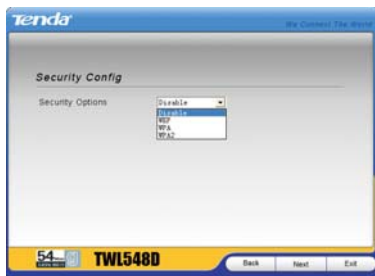 Tenda
We Connect The World
Security Config
Security Options
Disable
Disable
WEP
WPA
WPA2
54
TWL548D
Back
Next
Exit